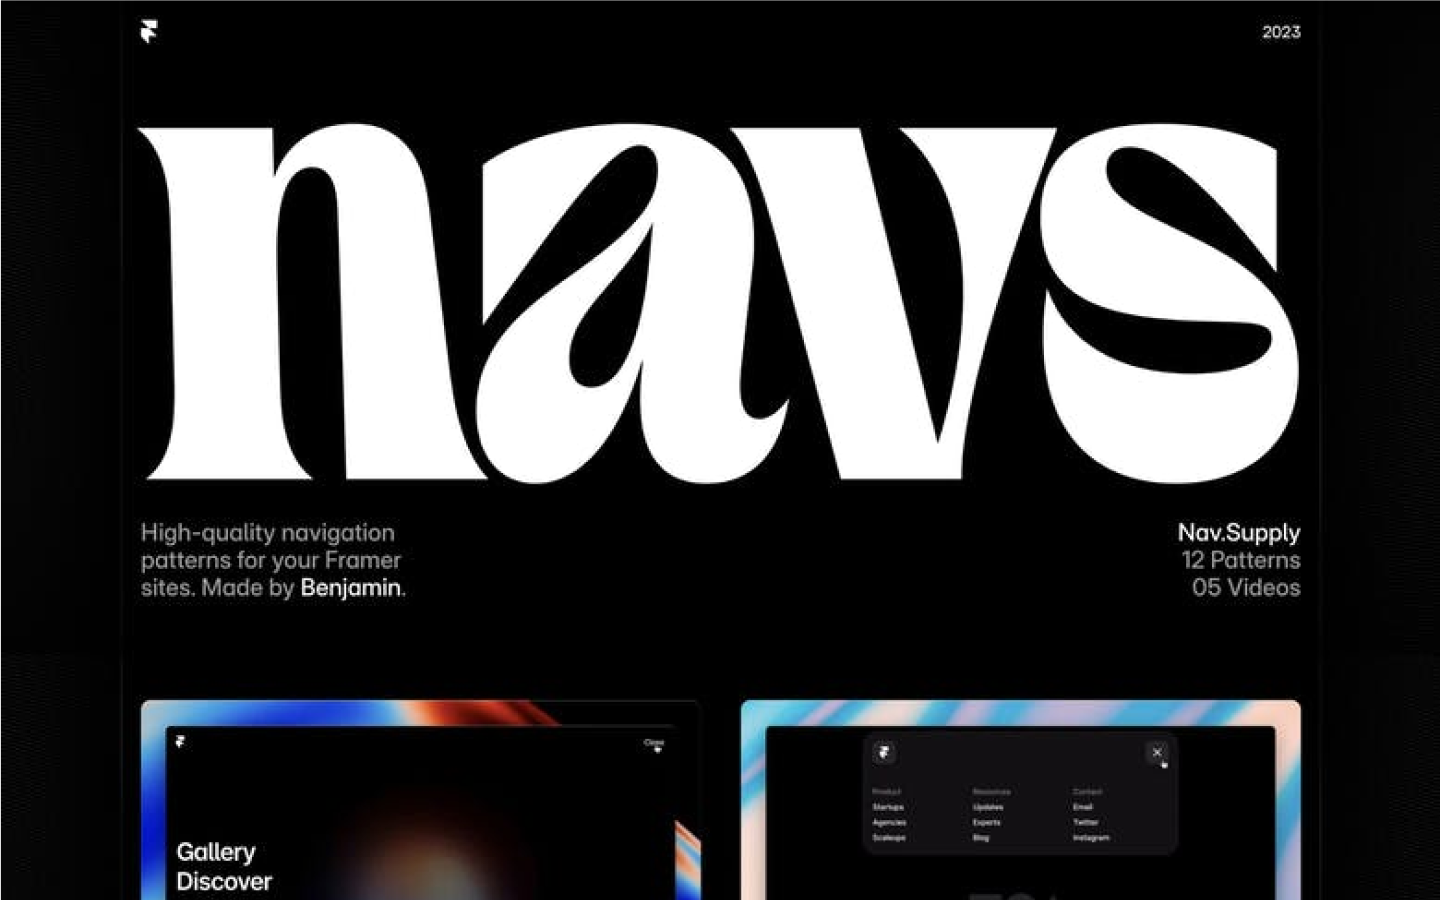 2023
navs
High-quality navigation
patterns for your Framer
sites. Made by Benjamin.
Nav.Supply
12 Patterns
05 Videos
Close
Gallery
Discover
Product
Resources
Contact
Startups
Updates
Email
Agencies
Experts
Twitter
Scaleups
Blog
Instagram